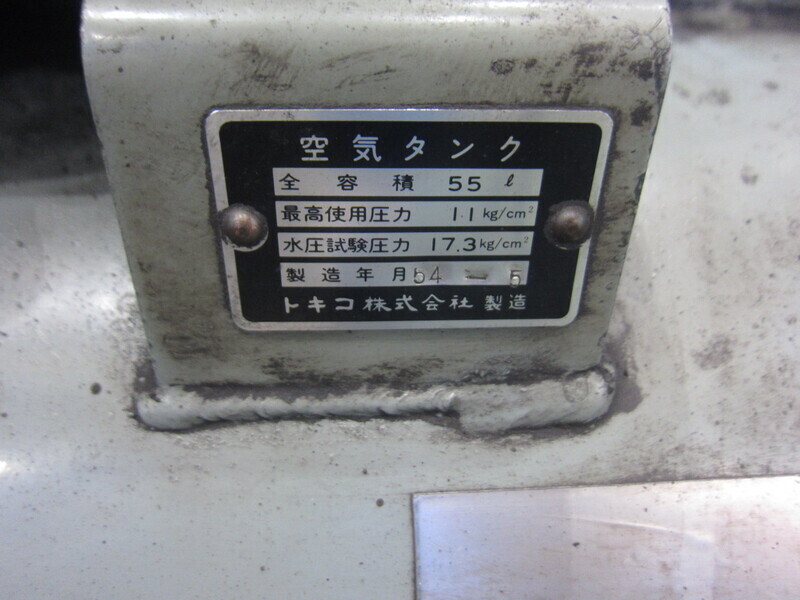 空気タンク
全容積 55 ℓ
最高使用圧力 11 kg/cm²
水圧試験圧力 17.3 kg/cm²
製造年月 54 - 5
トキコ株式会社 製造